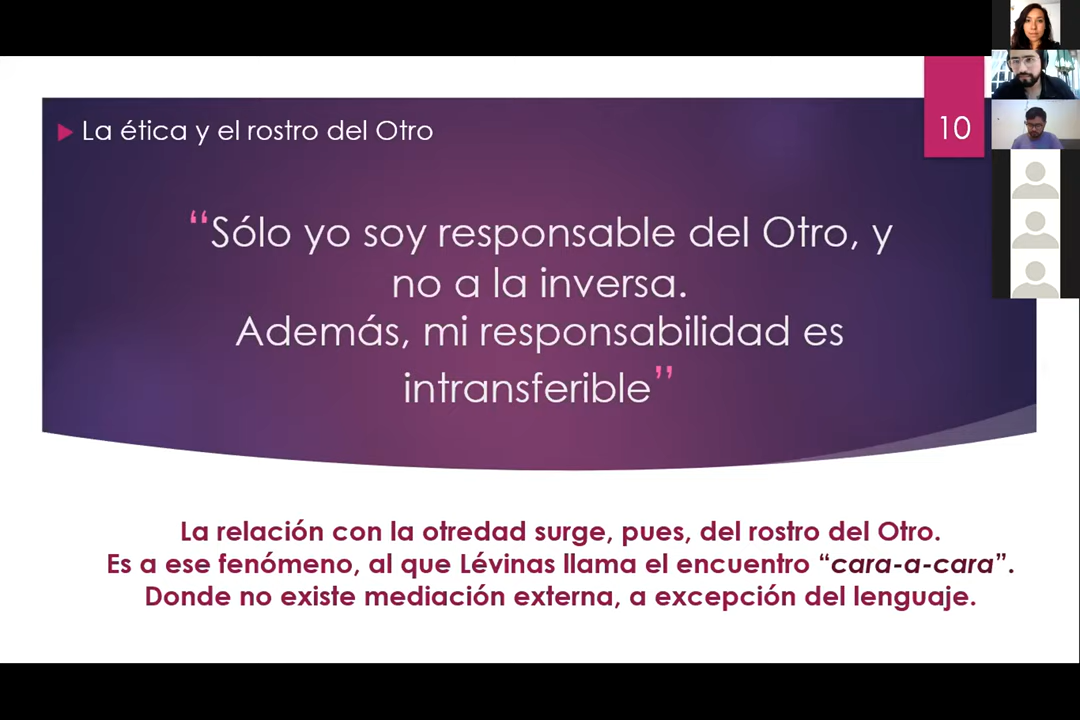 La ética y el rostro del Otro
10
“Sólo yo soy responsable del Otro, y
no a la inversa.
Además, mi responsabilidad es
intransferible”
La relación con la otredad surge, pues, del rostro del Otro.
Es a ese fenómeno, al que Lévinas llama el encuentro “cara-a-cara”.
Donde no existe mediación externa, a excepción del lenguaje.